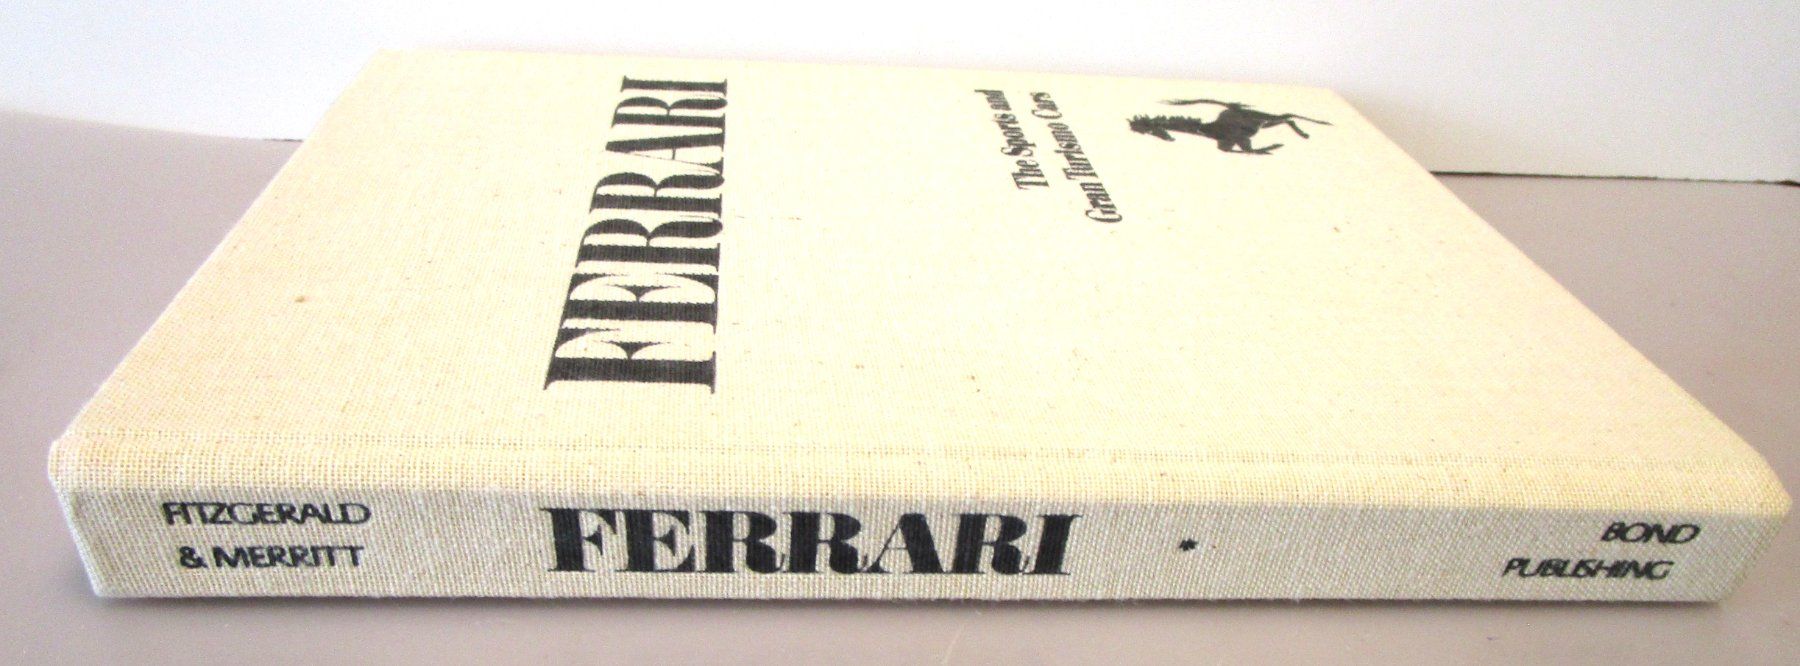 FERRARI
The Sports and
Gran Turismo Cars
FITZGERALD
& MERRITT
FERRARI
*
BOND
PUBLISHING